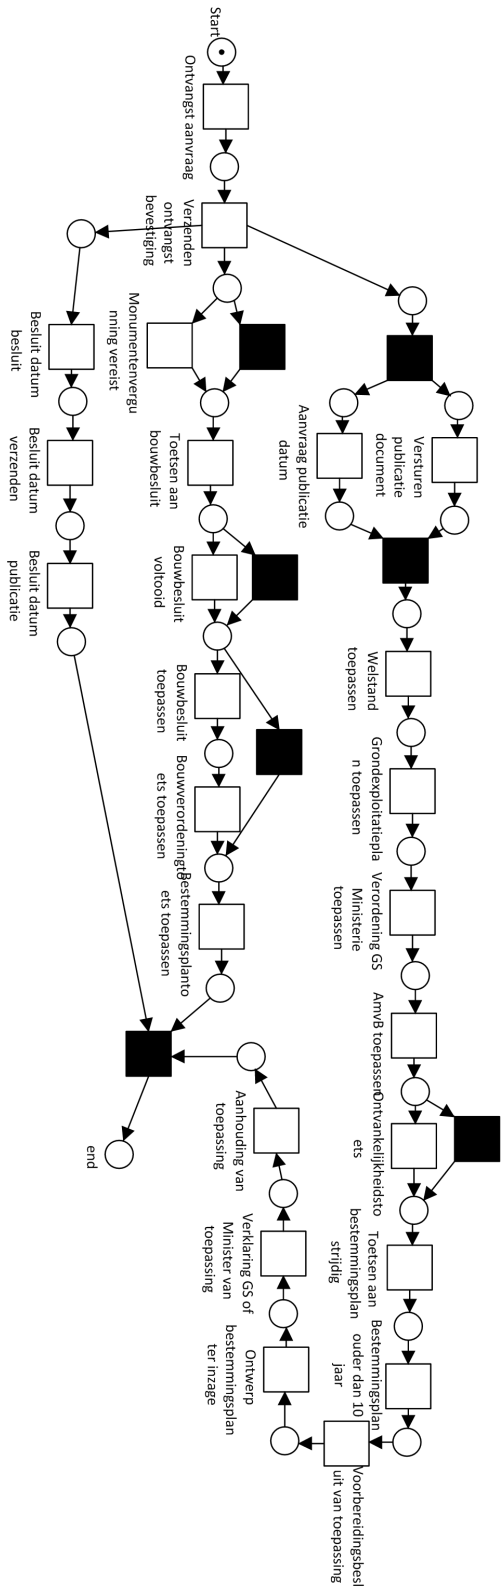 Start
Ontvangst aanvraag
Verzenden
ontvangst
bevestiging
Versturen
publicatie
document
Aanvraag publicatie
datum
Welstand
toepassen
Grondexploitatiepla
n toepassen
Verordening GS
Ministerie
toepassen
AmvB toepassen
Ontvankelijkheidsto
ets
Toetsen aan
bestemmingsplan
strijdig
Bestemmingsplan
ouder dan 10
jaar
Voorbereidingsbesl
uit van toepassing
Monumentenvergu
nning vereist
Toetsen aan
bouwbesluit
Bouwbesluit
voltooid
Bouwbesluit
toepassen
Bouwverordeningto
ets toepassen
Bestemmingsplanto
ets toepassen
Ontwerp
bestemmingsplan
ter inzage
Verklaring GS of
Minister van
toepassing
Aanhouding van
toepassing
Besluit datum
besluit
Besluit datum
verzenden
Besluit datum
publicatie
end